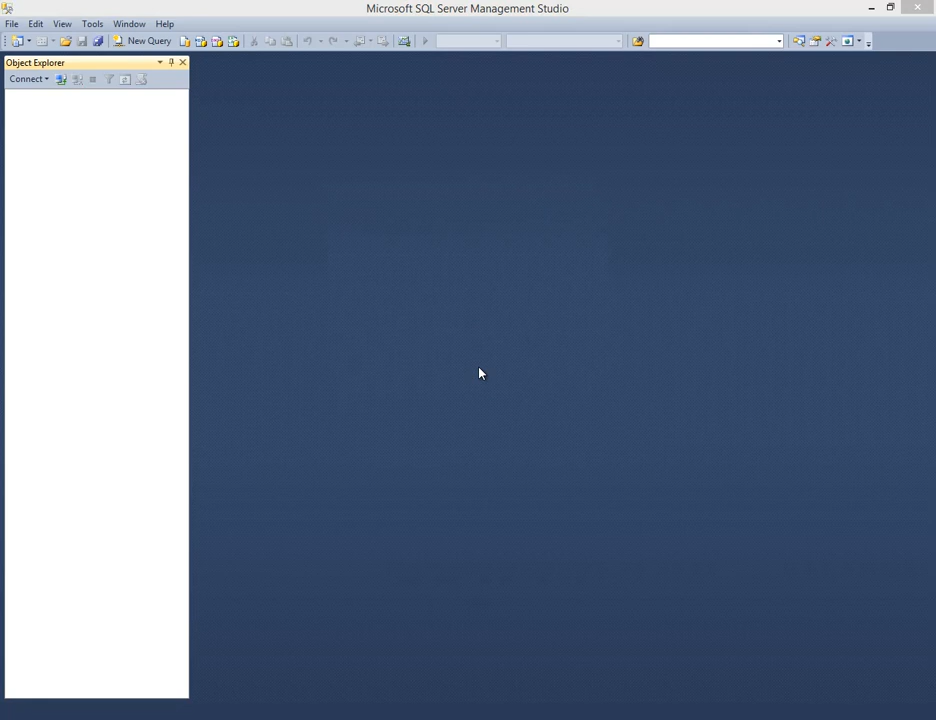 Microsoft SQL Server Management Studio
File Edit View Tools Window Help
New Query
Object Explorer
Connect